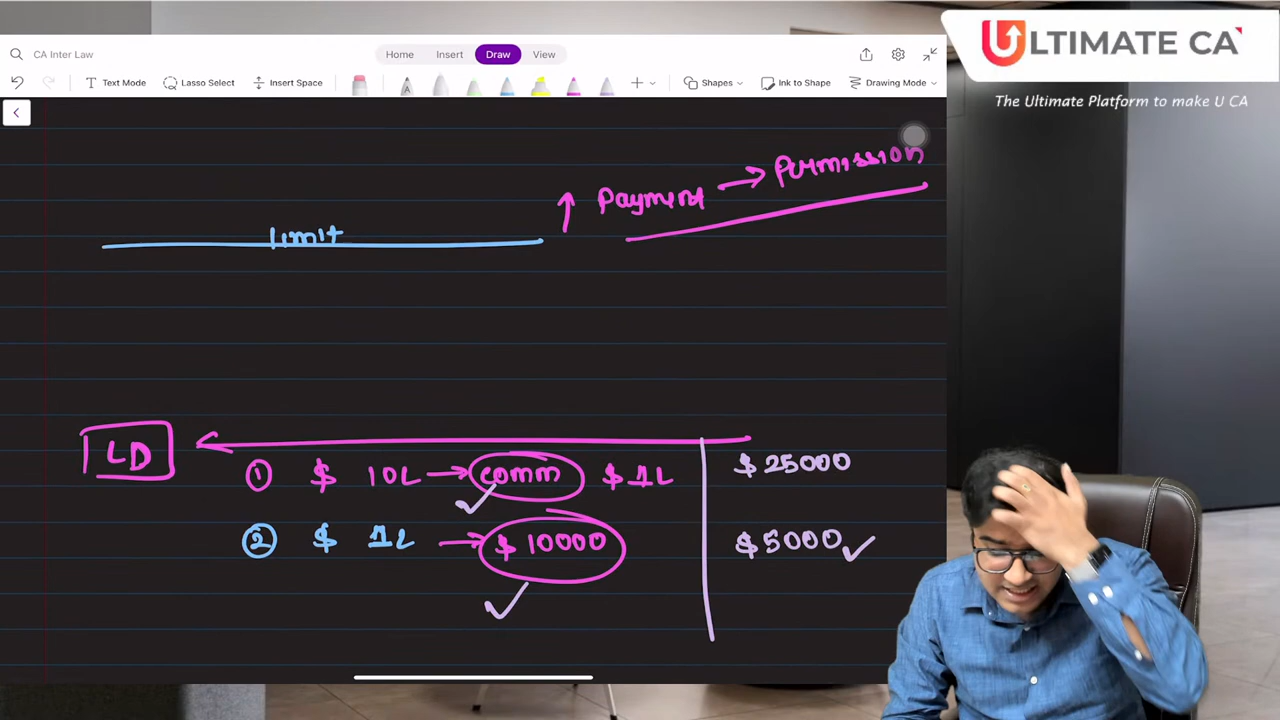 ULTIMATE CA
The Ultimate Platform to make U CA
CA Inter Law
Home Insert Draw View
Text Mode Lasso Select Insert Space Shapes Ink to Shape Drawing Mode
Payment → Permission
limit
LD
① $ 10L → comm $ 1L $25000
② $ 1L → $ 10000 $5000